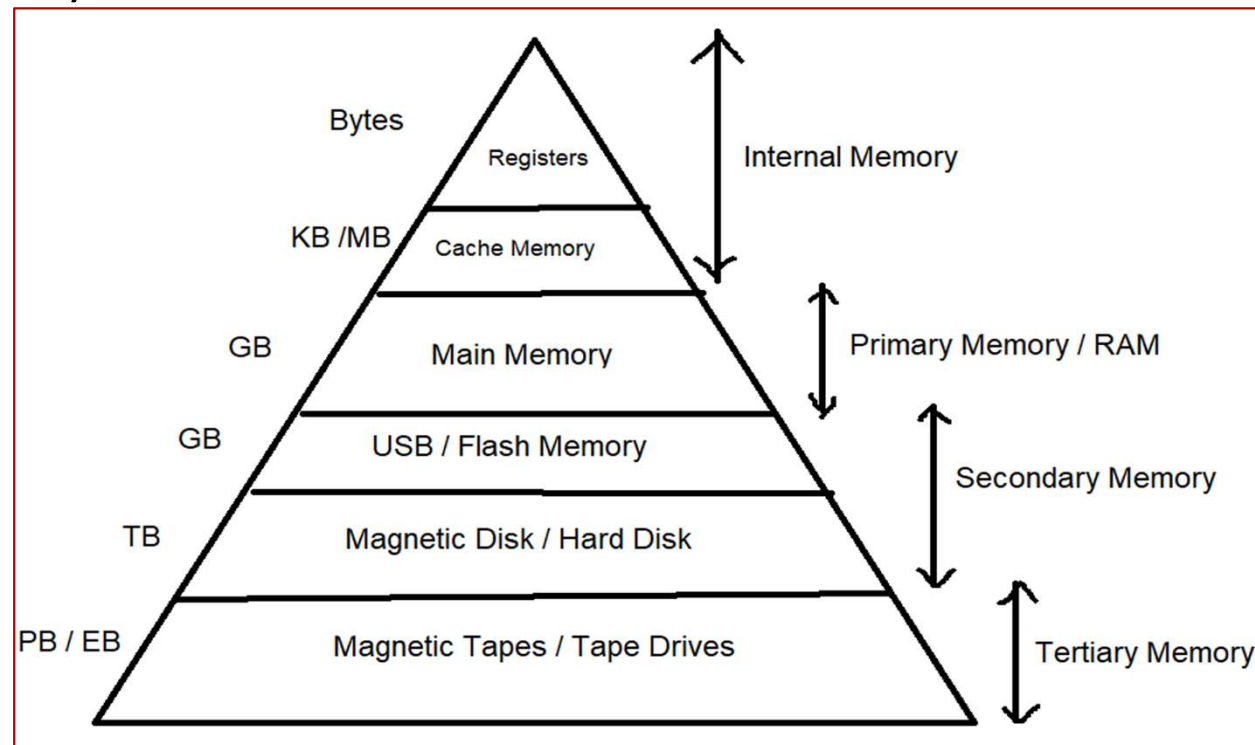 Bytes
Registers
Internal Memory
KB /MB
Cache Memory
GB
Main Memory
Primary Memory / RAM
GB
USB / Flash Memory
Secondary Memory
TB
Magnetic Disk / Hard Disk
PB / EB
Magnetic Tapes / Tape Drives
Tertiary Memory